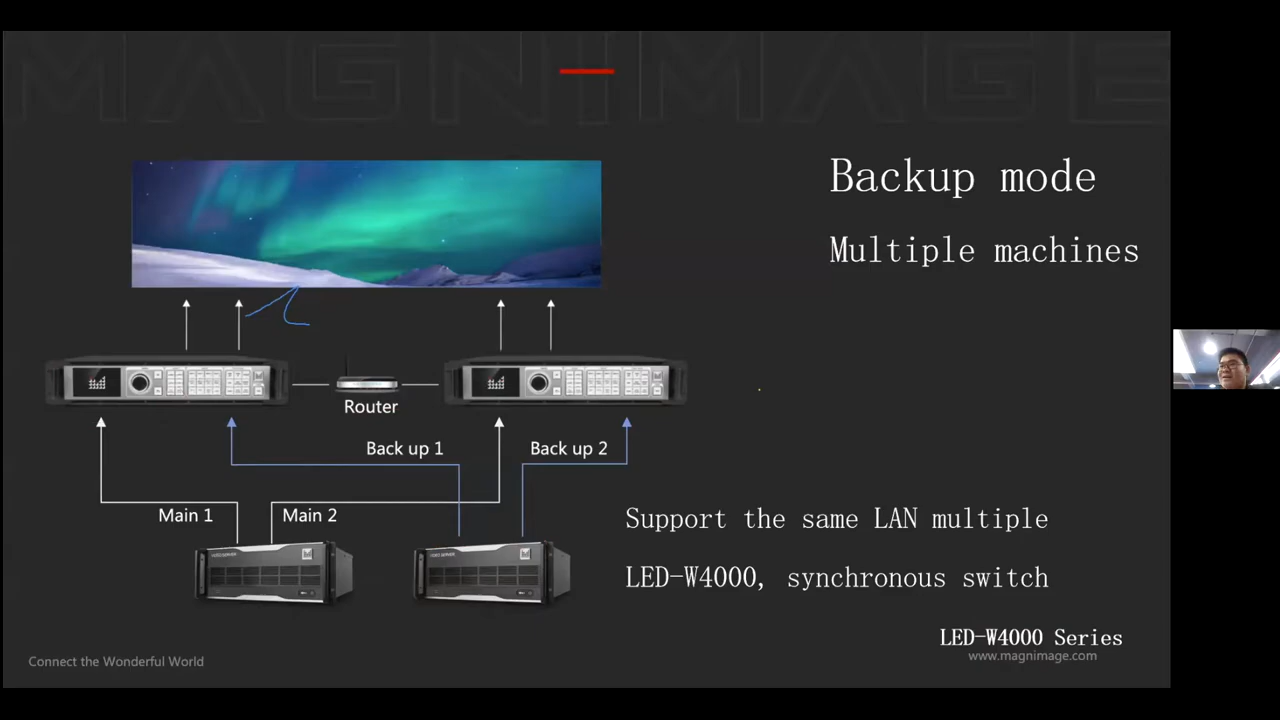 MAGNIMAGE
Backup mode
Multiple machines
Router
Back up 1
Back up 2
Main 1
Main 2
Support the same LAN multiple
LED-W4000, synchronous switch
LED-W4000 Series
www.magnimage.com
Connect the Wonderful World